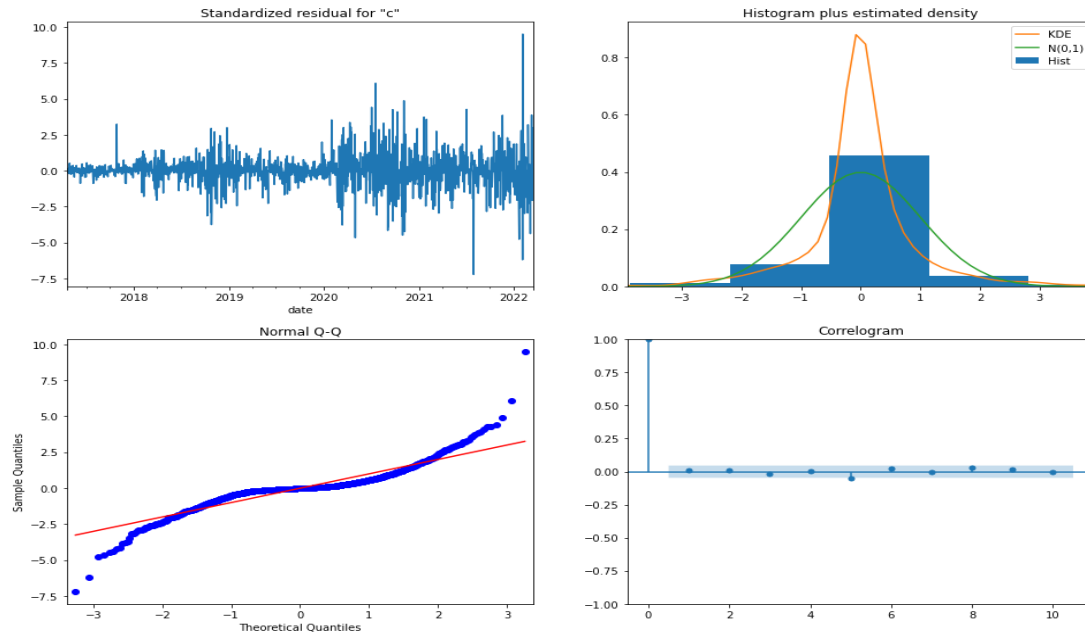 Standardized residual for "c"
10.0
7.5
5.0
2.5
0.0
−2.5
−5.0
−7.5
2018 2019 2020 2021 2022
date
Histogram plus estimated density
KDE
N(0,1)
Hist
0.8
0.6
0.4
0.2
0.0
−3 −2 −1 0 1 2 3
Normal Q-Q
Sample Quantiles
10.0
7.5
5.0
2.5
0.0
−2.5
−5.0
−7.5
−3 −2 −1 0 1 2 3
Theoretical Quantiles
Correlogram
1.00
0.75
0.50
0.25
0.00
−0.25
−0.50
−0.75
−1.00
0 2 4 6 8 10